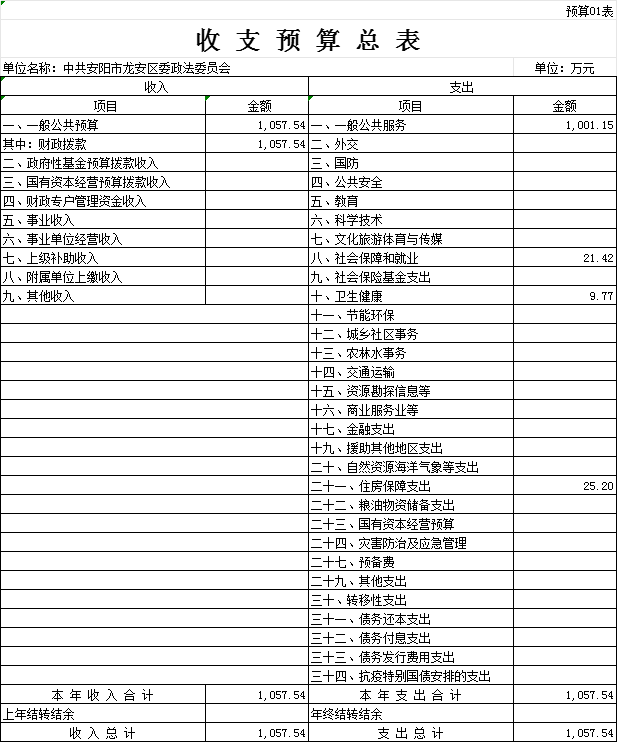 预算01表
收 支 预 算 总 表
单位名称：中共安阳市龙安区委政法委员会 单位：万元
收入 支出
项目 金额 项目 金额
一、一般公共预算 1,057.54 一、一般公共服务 1,001.15
其中：财政拨款 1,057.54 二、外交
二、政府性基金预算拨款收入 三、国防
三、国有资本经营预算拨款收入 四、公共安全
四、财政专户管理资金收入 五、教育
五、事业收入 六、科学技术
六、事业单位经营收入 七、文化旅游体育与传媒
七、上级补助收入 八、社会保障和就业 21.42
八、附属单位上缴收入 九、社会保险基金支出
九、其他收入 十、卫生健康 9.77
十一、节能环保
十二、城乡社区事务
十三、农林水事务
十四、交通运输
十五、资源勘探信息等
十六、商业服务业等
十七、金融支出
十九、援助其他地区支出
二十、自然资源海洋气象等支出
二十一、住房保障支出 25.20
二十二、粮油物资储备支出
二十三、国有资本经营预算
二十四、灾害防治及应急管理
二十七、预备费
二十九、其他支出
三十、转移性支出
三十一、债务还本支出
三十二、债务付息支出
三十三、债务发行费用支出
三十四、抗疫特别国债安排的支出
本 年 收 入 合 计 1,057.54 本 年 支 出 合 计 1,057.54
上年结转结余 年终结转结余
收 入 总 计 1,057.54 支 出 总 计 1,057.54